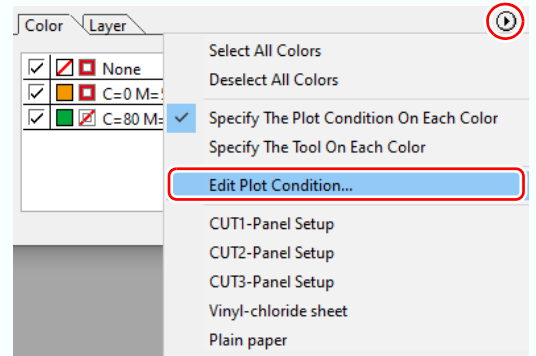 Color Layer
None
C=0 M=
C=80 M=
Select All Colors
Deselect All Colors
Specify The Plot Condition On Each Color
Specify The Tool On Each Color
Edit Plot Condition...
CUT1-Panel Setup
CUT2-Panel Setup
CUT3-Panel Setup
Vinyl-chloride sheet
Plain paper